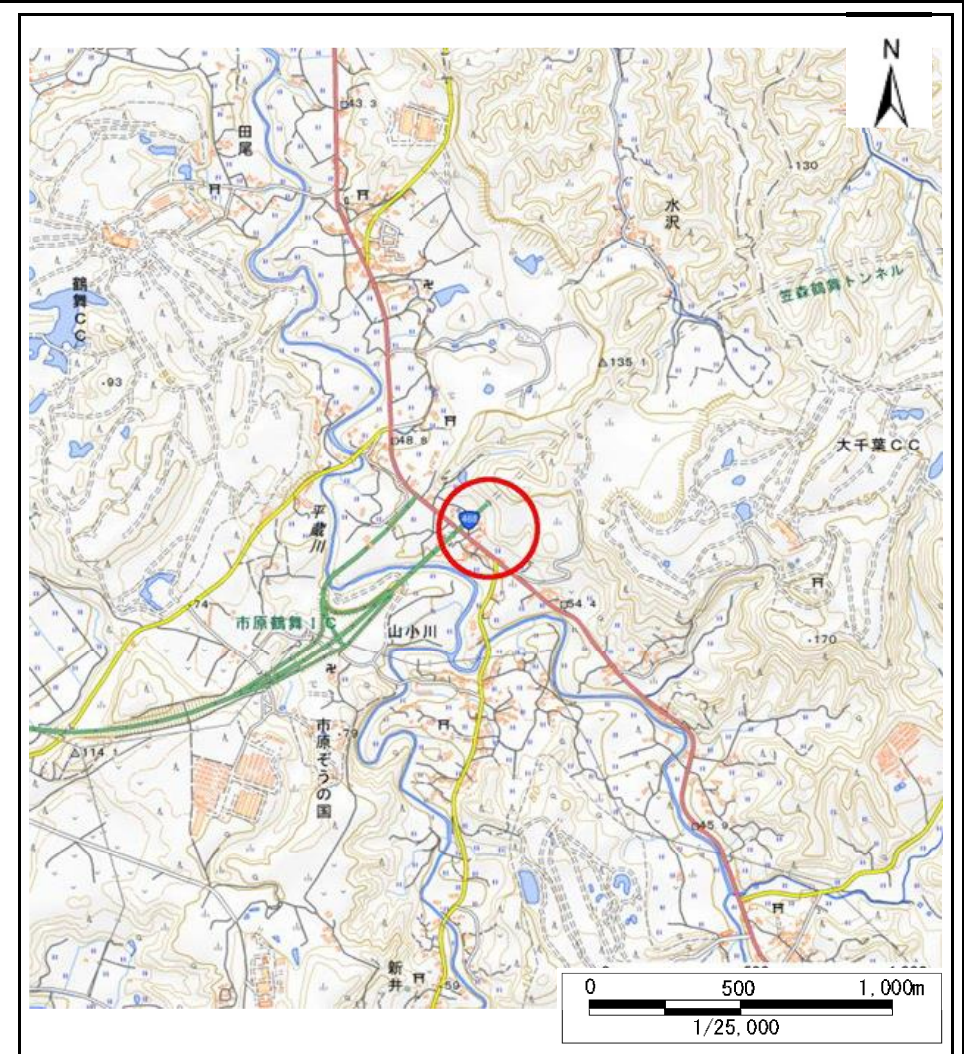 N
43.3
田尾
130
水沢
鶴舞CC
笠森鶴舞トンネル
135.1
93
48.8
大千葉CC
468
平蔵川
74
54.4
市原鶴舞IC
山小川
170
市原ぞうの国
79
114.1
45.9
新井
59
0 500 1,000m
1/25,000